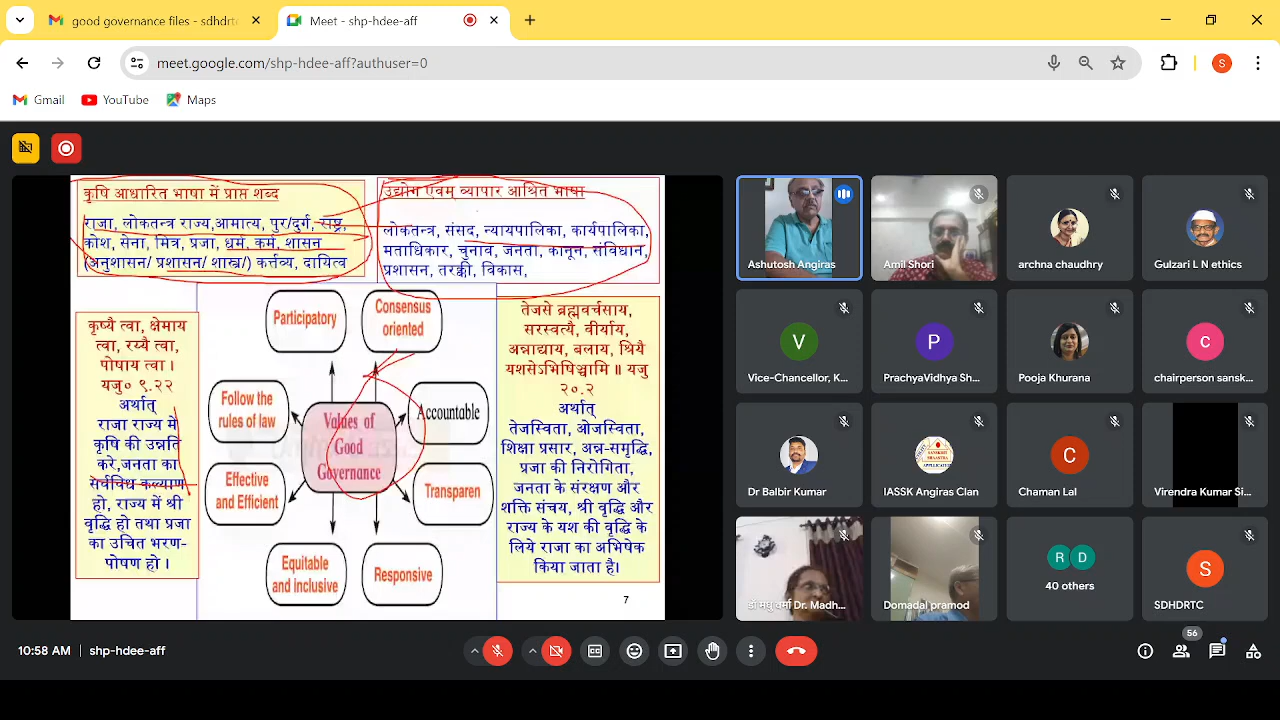 good governance files - sdhdrt
Meet - shp-hdee-aff
meet.google.com/shp-hdee-aff?authuser=0
S
Gmail
YouTube
Maps
कृषि आधारित भाषा में प्राप्त शब्द
राजा, लोकतन्त्र राज्य,आमात्य, पुर/दुर्ग, राष्ट्र,
कोश, सेना, मित्र, प्रजा, धर्म, कर्म, शासन
(अनुशासन/ प्रशासन/ शास्त्र/) कर्त्तव्य, दायित्व
उद्योग एवम् व्यापार आश्रित भाषा
लोकतन्त्र, संसद, न्यायपालिका, कार्यपालिका,
मताधिकार, चुनाव, जनता, कानून, संविधान,
प्रशासन, तरक्की, विकास,
कृष्यै त्वा, क्षेमाय
त्वा, रय्यै त्वा,
पोषाय त्वा ।
यजु० ९.२२
अर्थात्
राजा राज्य में
कृषि की उन्नति
करे,जनता का
सर्वविध कल्याण
हो, राज्य में श्री
वृद्धि हो तथा प्रजा
का उचित भरण-
पोषण हो ।
Participatory
Consensus
oriented
Follow the
rules of law
Accountable
Values of
Good
Governance
Effective
and Efficient
Transparen
Equitable
and inclusive
Responsive
तेजसे ब्रह्मवर्चसाय,
सरस्वत्यै, वीर्याय,
अन्नाद्याय, बलाय, श्रियै
यशसेऽभिषिञ्चामि ॥ यजु
२०.२
अर्थात्
तेजस्विता, ओजस्विता,
शिक्षा प्रसार, अन्न-समृद्धि,
प्रजा की निरोगिता,
जनता के संरक्षण और
शक्ति संचय, श्री वृद्धि और
राज्य के यश की वृद्धि के
लिये राजा का अभिषेक
किया जाता है।
7
Ashutosh Angiras
Amil Shori
archna chaudhry
Gulzari L N ethics
V
P
c
Vice-Chancellor, K...
PrachyaVidhya Sh...
Pooja Khurana
chairperson sansk...
C
Dr Balbir Kumar
IASSK Angiras Clan
Chaman Lal
Virendra Kumar Si...
R
D
S
डॉ मधु वर्मा Dr. Madh...
Domadal pramod
40 others
SDHDRTC
10:58 AM
shp-hdee-aff
56